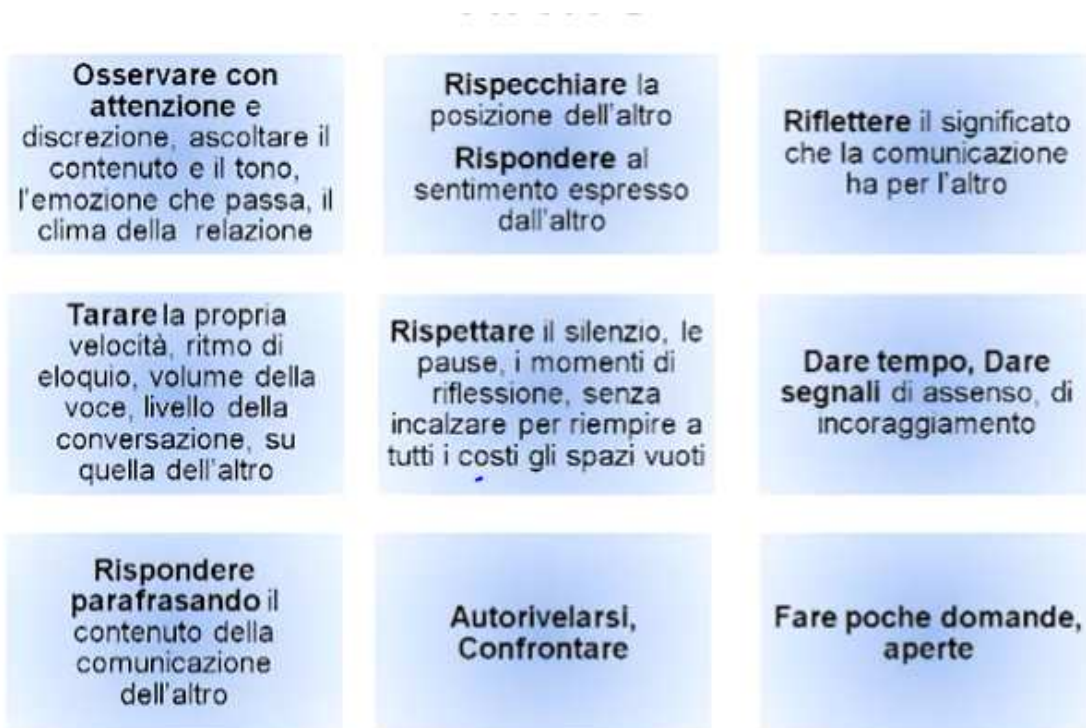 Osservare con
attenzione e
discrezione, ascoltare il
contenuto e il tono,
l'emozione che passa, il
clima della relazione
Rispecchiare la
posizione dell'altro
Rispondere al
sentimento espresso
dall'altro
Riflettere il significato
che la comunicazione
ha per l'altro
Tarare la propria
velocità, ritmo di
eloquio, volume della
voce, livello della
conversazione, su
quella dell'altro
Rispettare il silenzio, le
pause, i momenti di
riflessione, senza
incalzare per riempire a
tutti i costi gli spazi vuoti
Dare tempo, Dare
segnali di assenso, di
incoraggiamento
Rispondere
parafrasando il
contenuto della
comunicazione
dell'altro
Autorivelarsi,
Confrontare
Fare poche domande,
aperte